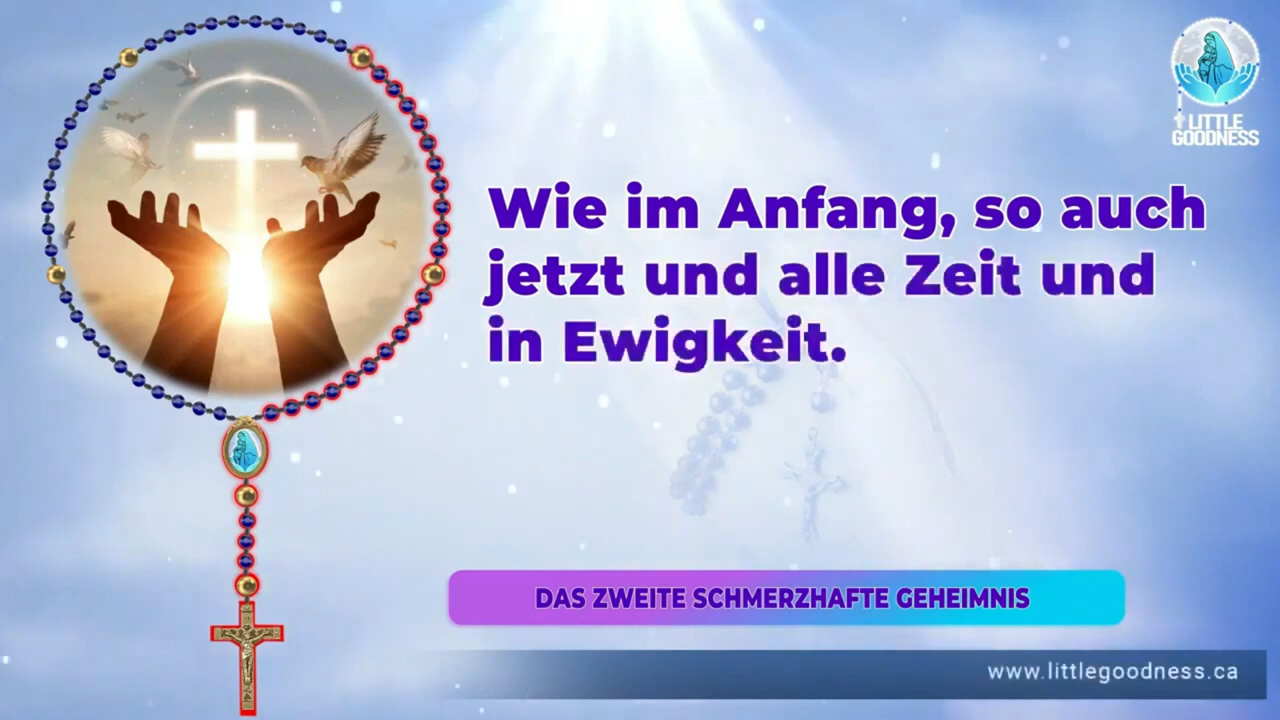 LITTLE
GOODNESS
Wie im Anfang, so auch
jetzt und alle Zeit und
in Ewigkeit.
DAS ZWEITE SCHMERZHAFTE GEHEIMNIS
www.littlegoodness.ca